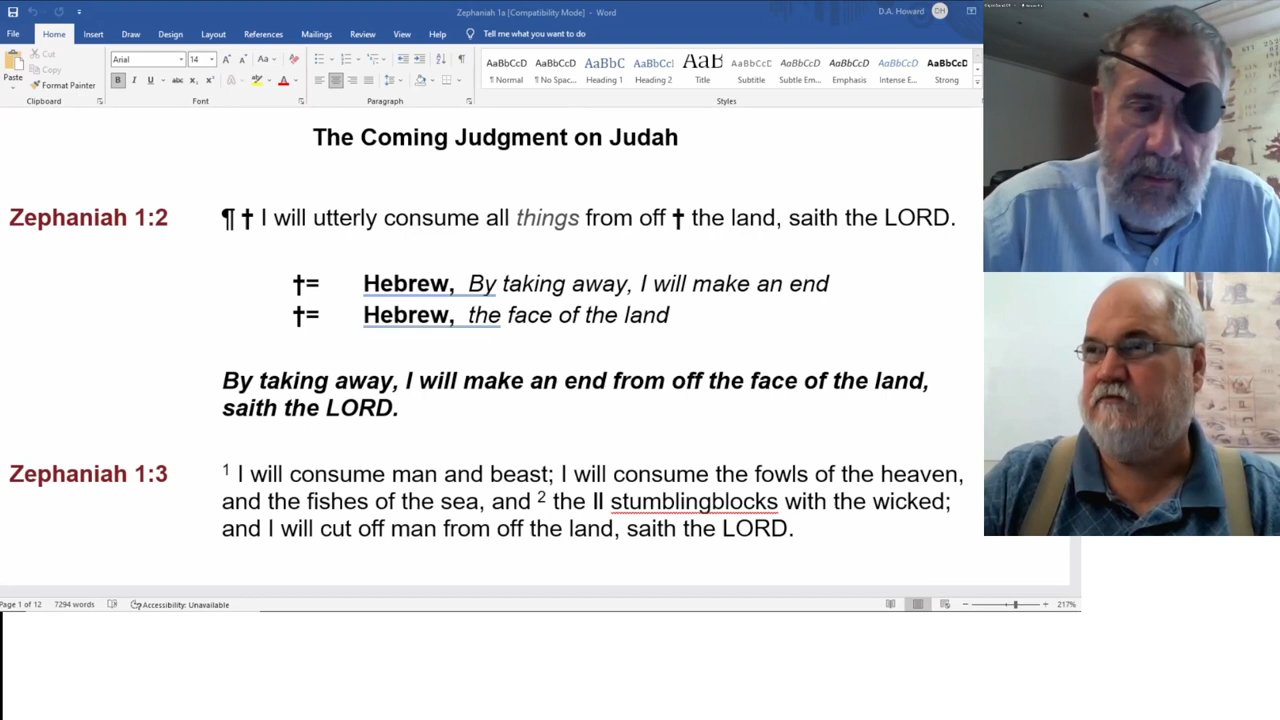 Zephaniah 1a [Compatibility Mode] - Word
D.A. Howard DH
File Home Insert Draw Design Layout References Mailings Review View Help Tell me what you want to do
Paste
Cut
Copy
Format Painter
Clipboard
Arial 14
Font
Paragraph
AaBbCcD AaBbCcD AaBbC AaBbCcI AaB AaBbCcD AaBbCcD AaBbCcD AaBbCcD AaBbCcD
¶ Normal ¶ No Spac... Heading 1 Heading 2 Title Subtitle Subtle Em... Emphasis Intense E... Strong
Styles
The Coming Judgment on Judah
Zephaniah 1:2 ¶ † I will utterly consume all things from off † the land, saith the LORD.
†= Hebrew, By taking away, I will make an end
†= Hebrew, the face of the land
By taking away, I will make an end from off the face of the land,
saith the LORD.
Zephaniah 1:3 1 I will consume man and beast; I will consume the fowls of the heaven,
and the fishes of the sea, and 2 the ll stumblingblocks with the wicked;
and I will cut off man from off the land, saith the LORD.
Page 1 of 12 7294 words Accessibility: Unavailable 217%